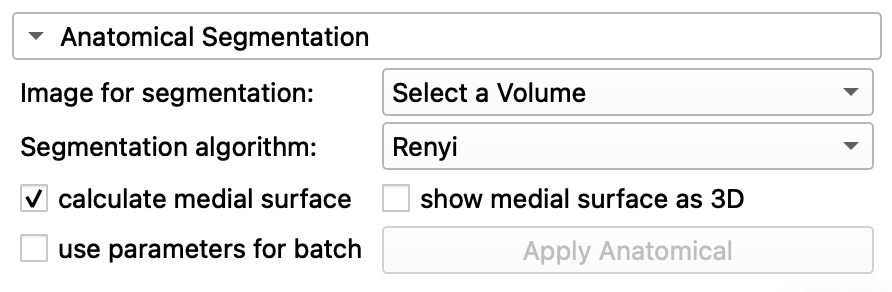 Anatomical Segmentation
Image for segmentation: Select a Volume
Segmentation algorithm: Renyi
calculate medial surface show medial surface as 3D
use parameters for batch Apply Anatomical